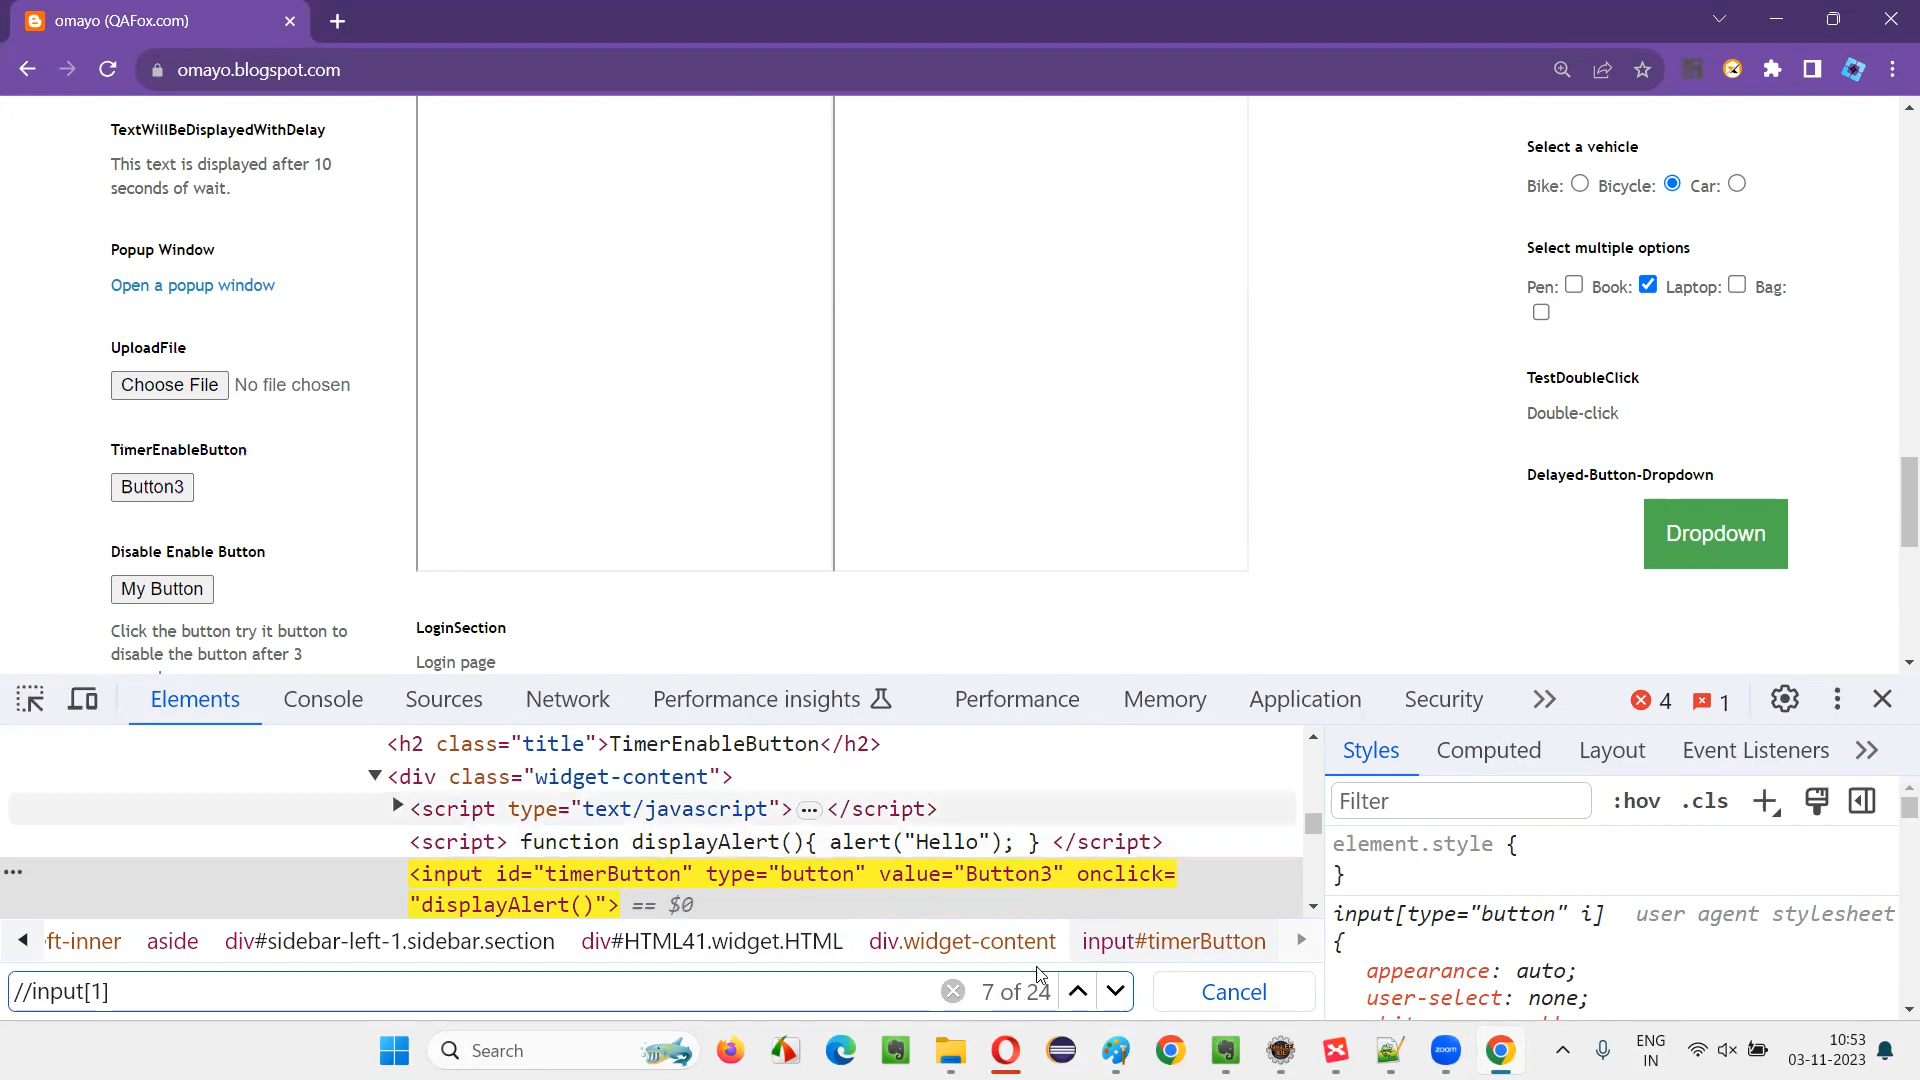 omayo (QAFox.com)
omayo.blogspot.com
TextWillBeDisplayedWithDelay
This text is displayed after 10
seconds of wait.
Popup Window
Open a popup window
UploadFile
Choose File No file chosen
TimerEnableButton
Button3
Disable Enable Button
My Button
Click the button try it button to
disable the button after 3
LoginSection
Login page
Select a vehicle
Bike: Bicycle: Car:
Select multiple options
Pen: Book: Laptop: Bag:
TestDoubleClick
Double-click
Delayed-Button-Dropdown
Dropdown
Elements Console Sources Network Performance insights Performance Memory Application Security 4 1
<h2 class="title">TimerEnableButton</h2>
<div class="widget-content">
<script type="text/javascript">…</script>
<script> function displayAlert(){ alert("Hello"); } </script>
<input id="timerButton" type="button" value="Button3" onclick=
"displayAlert()"> == $0
ft-inner aside div#sidebar-left-1.sidebar.section div#HTML41.widget.HTML div.widget-content input#timerButton
//input[1] 7 of 24 Cancel
Styles Computed Layout Event Listeners
Filter :hov .cls
element.style {
}
input[type="button" i] user agent stylesheet
{
appearance: auto;
user-select: none;
Search
zoom
ENG
IN
10:53
03-11-2023